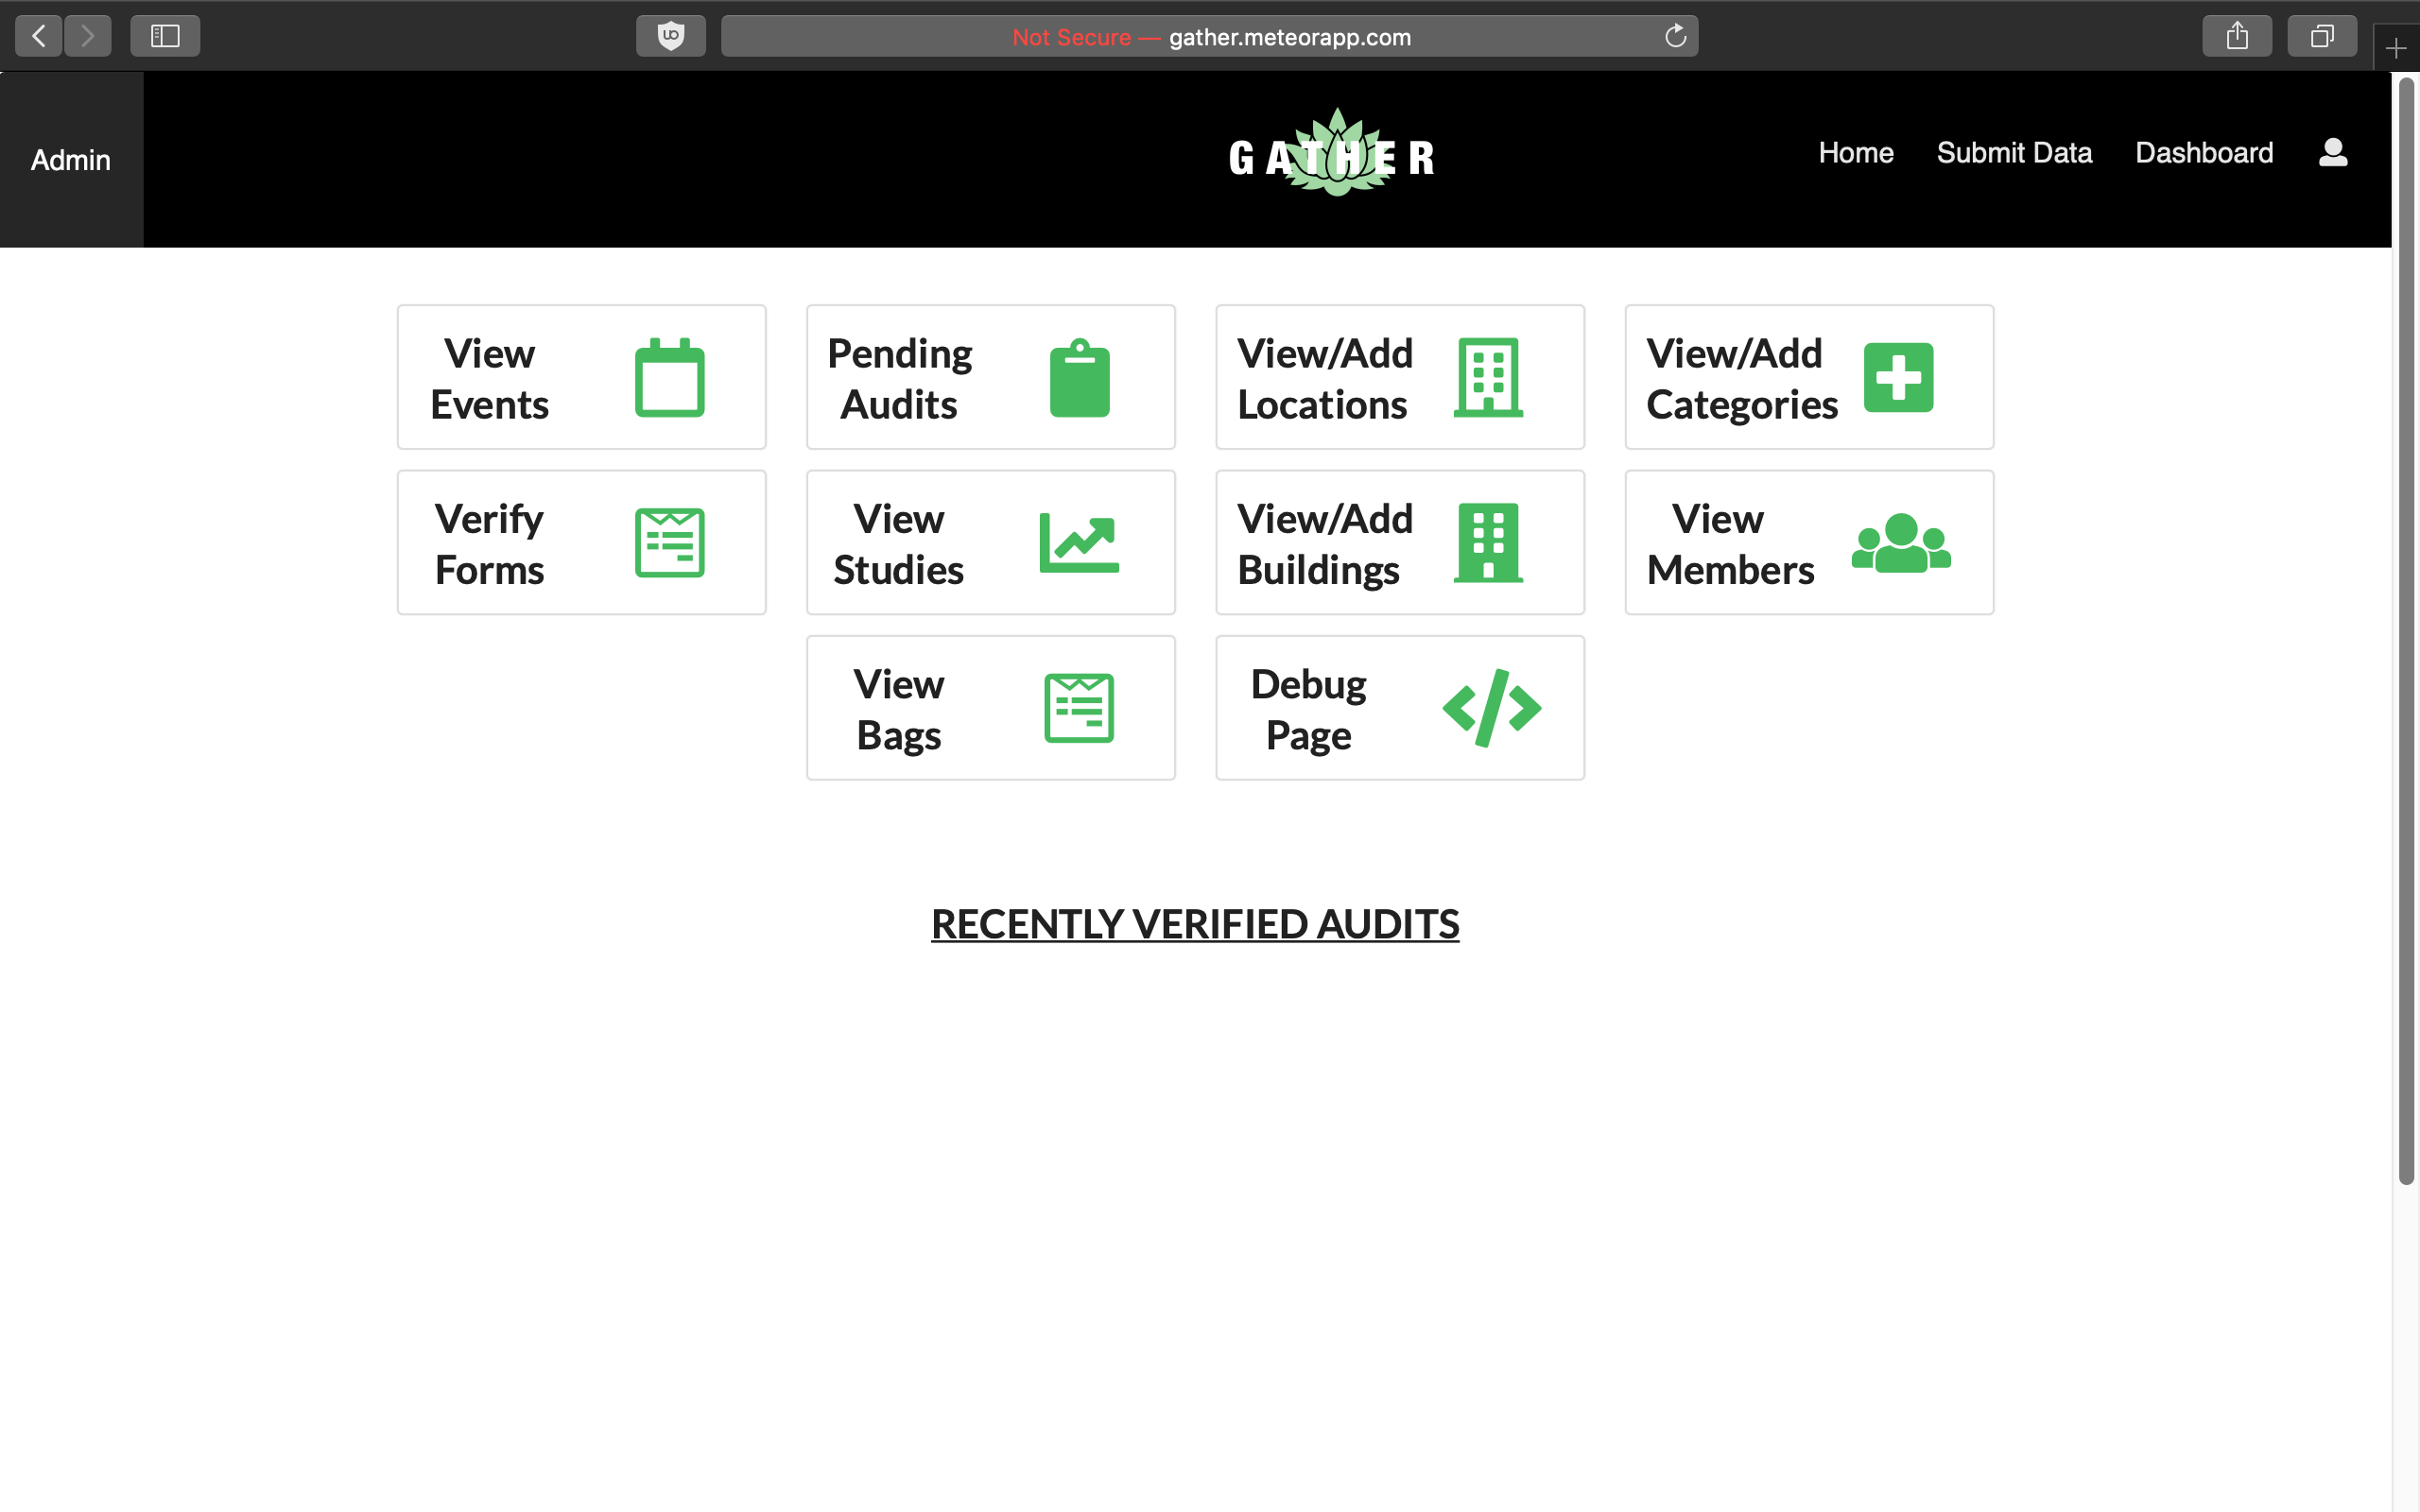 Not Secure — gather.meteorapp.com
Admin
GATHER
Home Submit Data Dashboard
View
Events
Pending
Audits
View/Add
Locations
View/Add
Categories
Verify
Forms
View
Studies
View/Add
Buildings
View
Members
View
Bags
Debug
Page
RECENTLY VERIFIED AUDITS